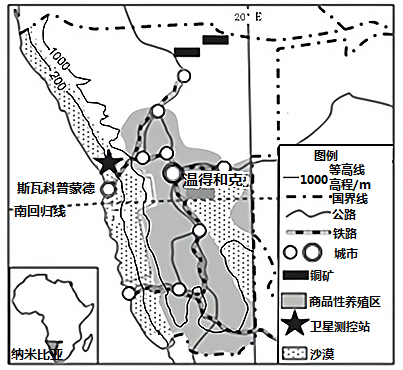 20°E
1000
200
斯瓦科普蒙德
温得和克
南回归线
纳米比亚
图例
1000 等高线
高程/m
国界线
公路
铁路
城市
铜矿
商品性养殖区
卫星测控站
沙漠